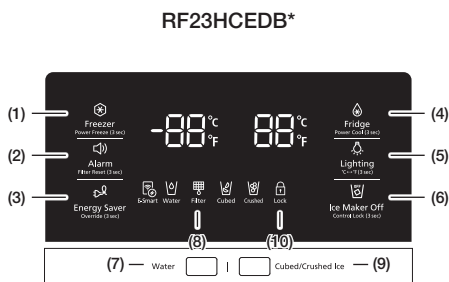 RF23HCEDB*
(1)
Freezer
Power Freeze (3 sec)
-88 °C °F
88 °C °F
Fridge
Power Cool (3 sec)
(4)
(2)
Alarm
Filter Reset (3 sec)
Lighting
°C↔°F (3 sec)
(5)
(3)
Energy Saver
Override (3 sec)
E-Smart Water Filter Cubed Crushed Lock
OFF
Ice Maker Off
Control Lock (3 sec)
(6)
(8)
(10)
(7) Water | Cubed/Crushed Ice (9)